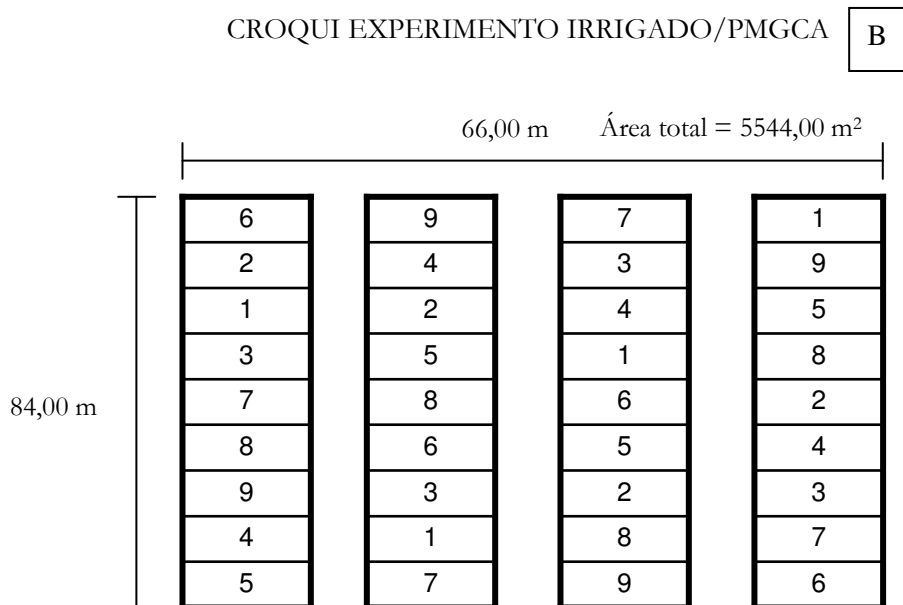 CROQUI EXPERIMENTO IRRIGADO/PMGCA
B
66,00 m Área total = 5544,00 m²
6 9 7 1
2 4 3 9
1 2 4 5
3 5 1 8
84,00 m
7 8 6 2
8 6 5 4
9 3 2 3
4 1 8 7
5 7 9 6